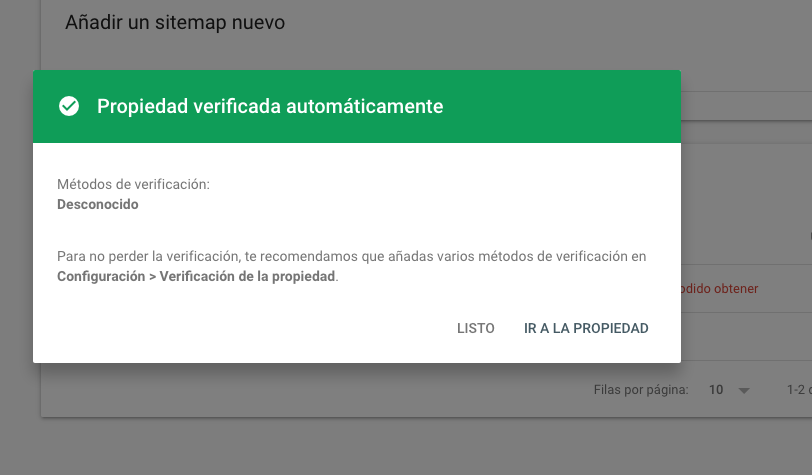 Añadir un sitemap nuevo
Propiedad verificada automáticamente
Métodos de verificación:
Desconocido
Para no perder la verificación, te recomendamos que añadas varios métodos de verificación en
Configuración > Verificación de la propiedad.
obtener
LISTO IR A LA PROPIEDAD
Filas por página: 10 1-2